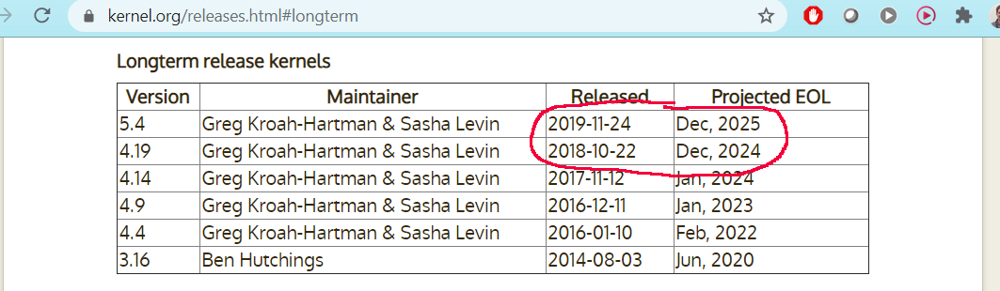 kernel.org/releases.html#longterm
Longterm release kernels
Version Maintainer Released Projected EOL
5.4 Greg Kroah-Hartman & Sasha Levin 2019-11-24 Dec, 2025
4.19 Greg Kroah-Hartman & Sasha Levin 2018-10-22 Dec, 2024
4.14 Greg Kroah-Hartman & Sasha Levin 2017-11-12 Jan, 2024
4.9 Greg Kroah-Hartman & Sasha Levin 2016-12-11 Jan, 2023
4.4 Greg Kroah-Hartman & Sasha Levin 2016-01-10 Feb, 2022
3.16 Ben Hutchings 2014-08-03 Jun, 2020